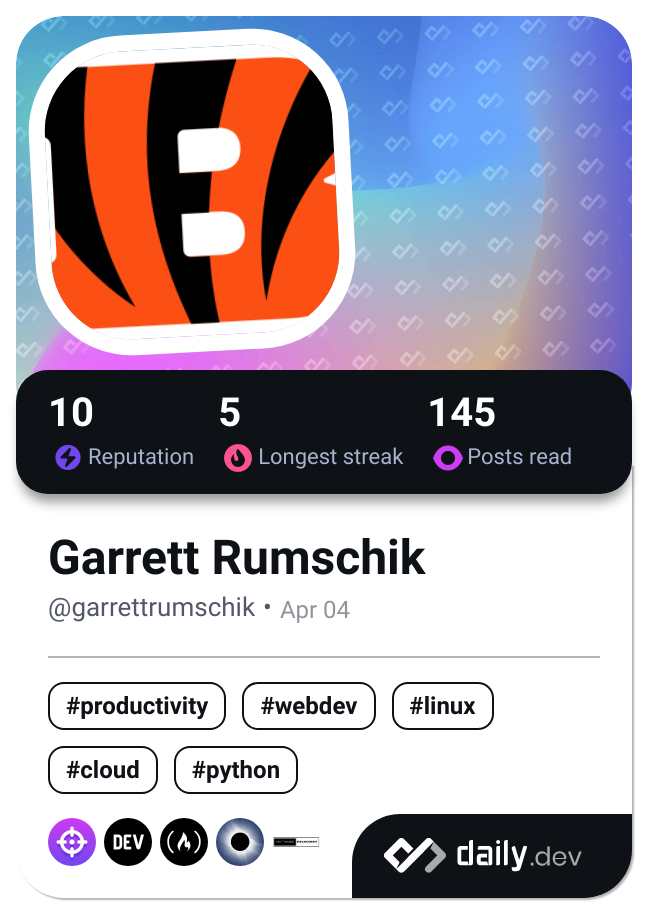 10 5 145
Reputation Longest streak Posts read
Garrett Rumschik
@garrettrumschik • Apr 04
#productivity #webdev #linux
#cloud #python
DEV
daily.dev